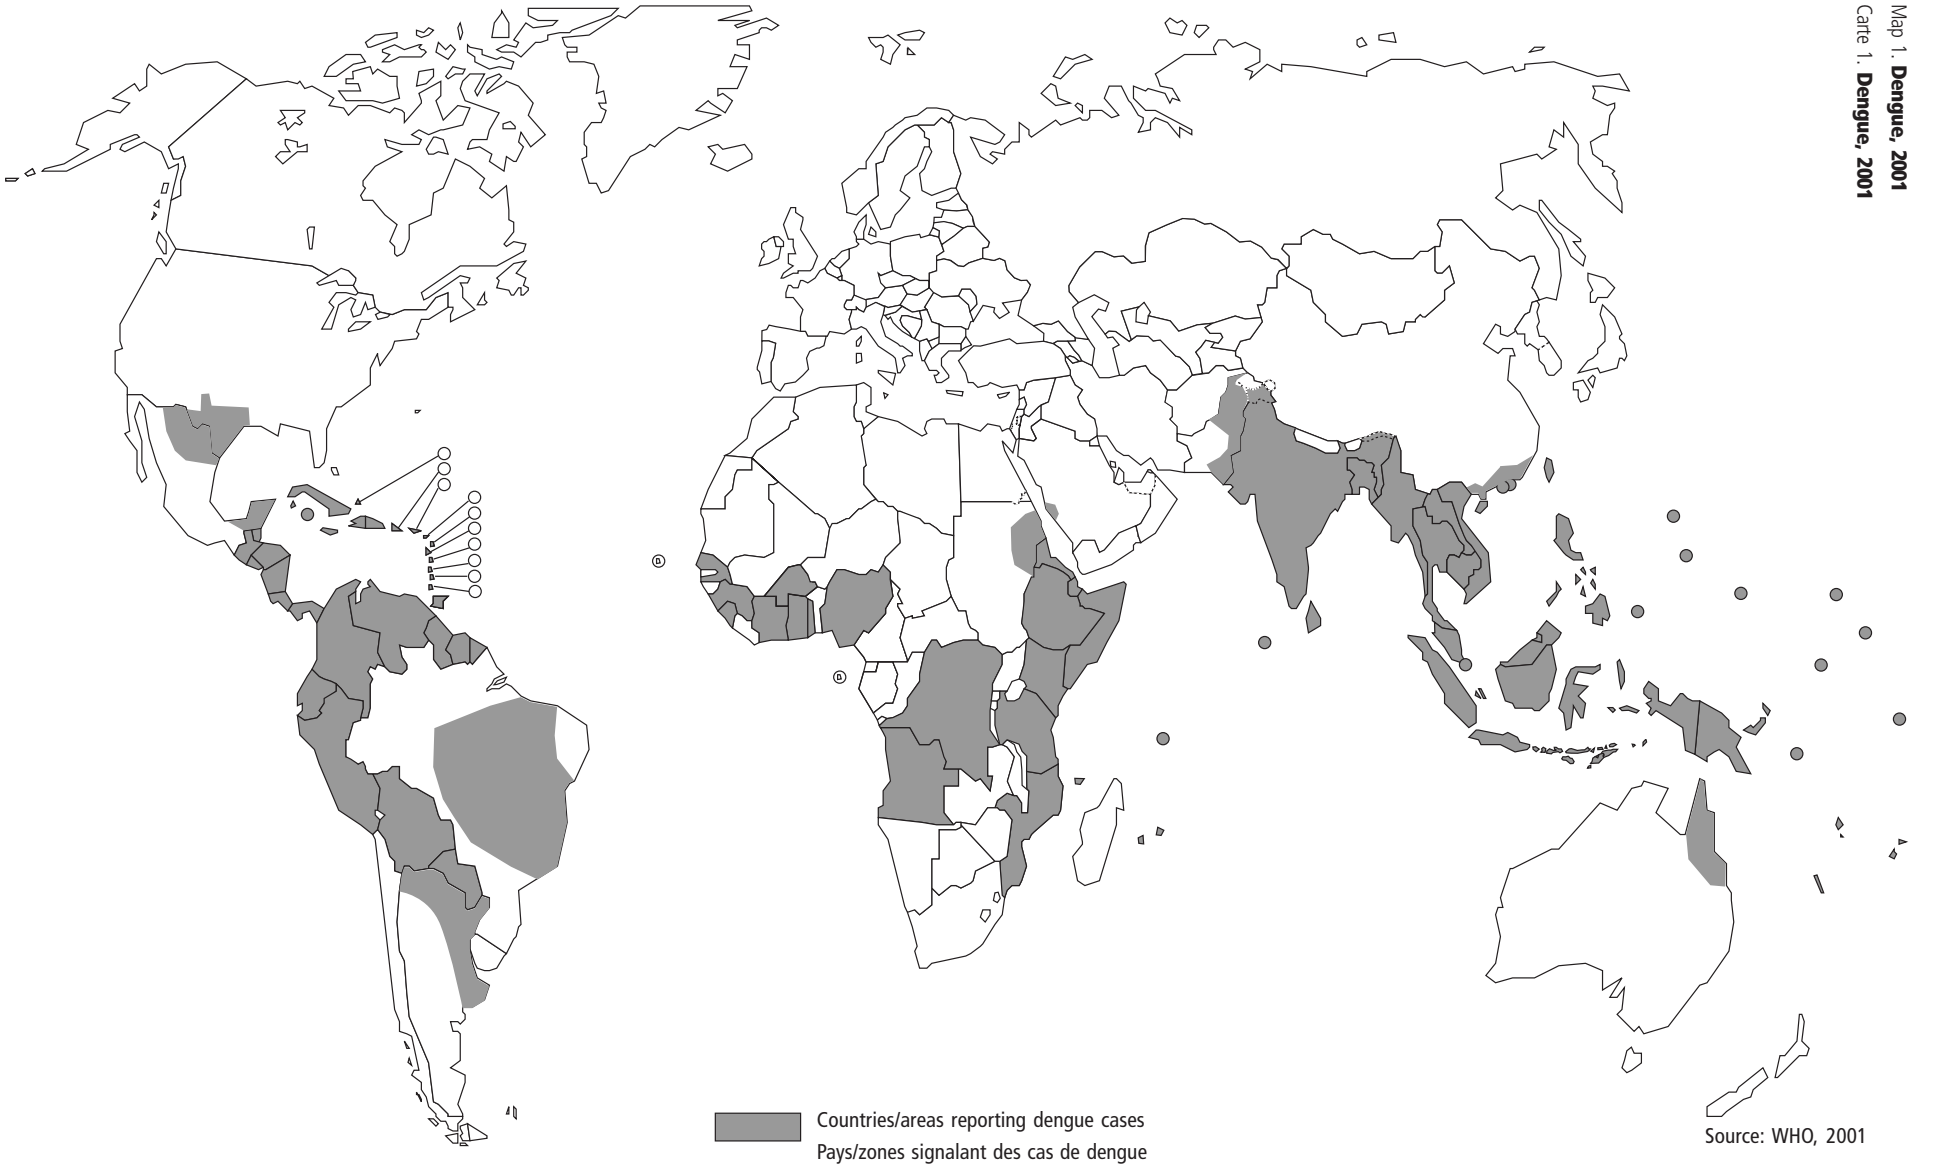 Map 1. Dengue, 2001
Carte 1. Dengue, 2001
Countries/areas reporting dengue cases
Pays/zones signalant des cas de dengue
Source: WHO, 2001